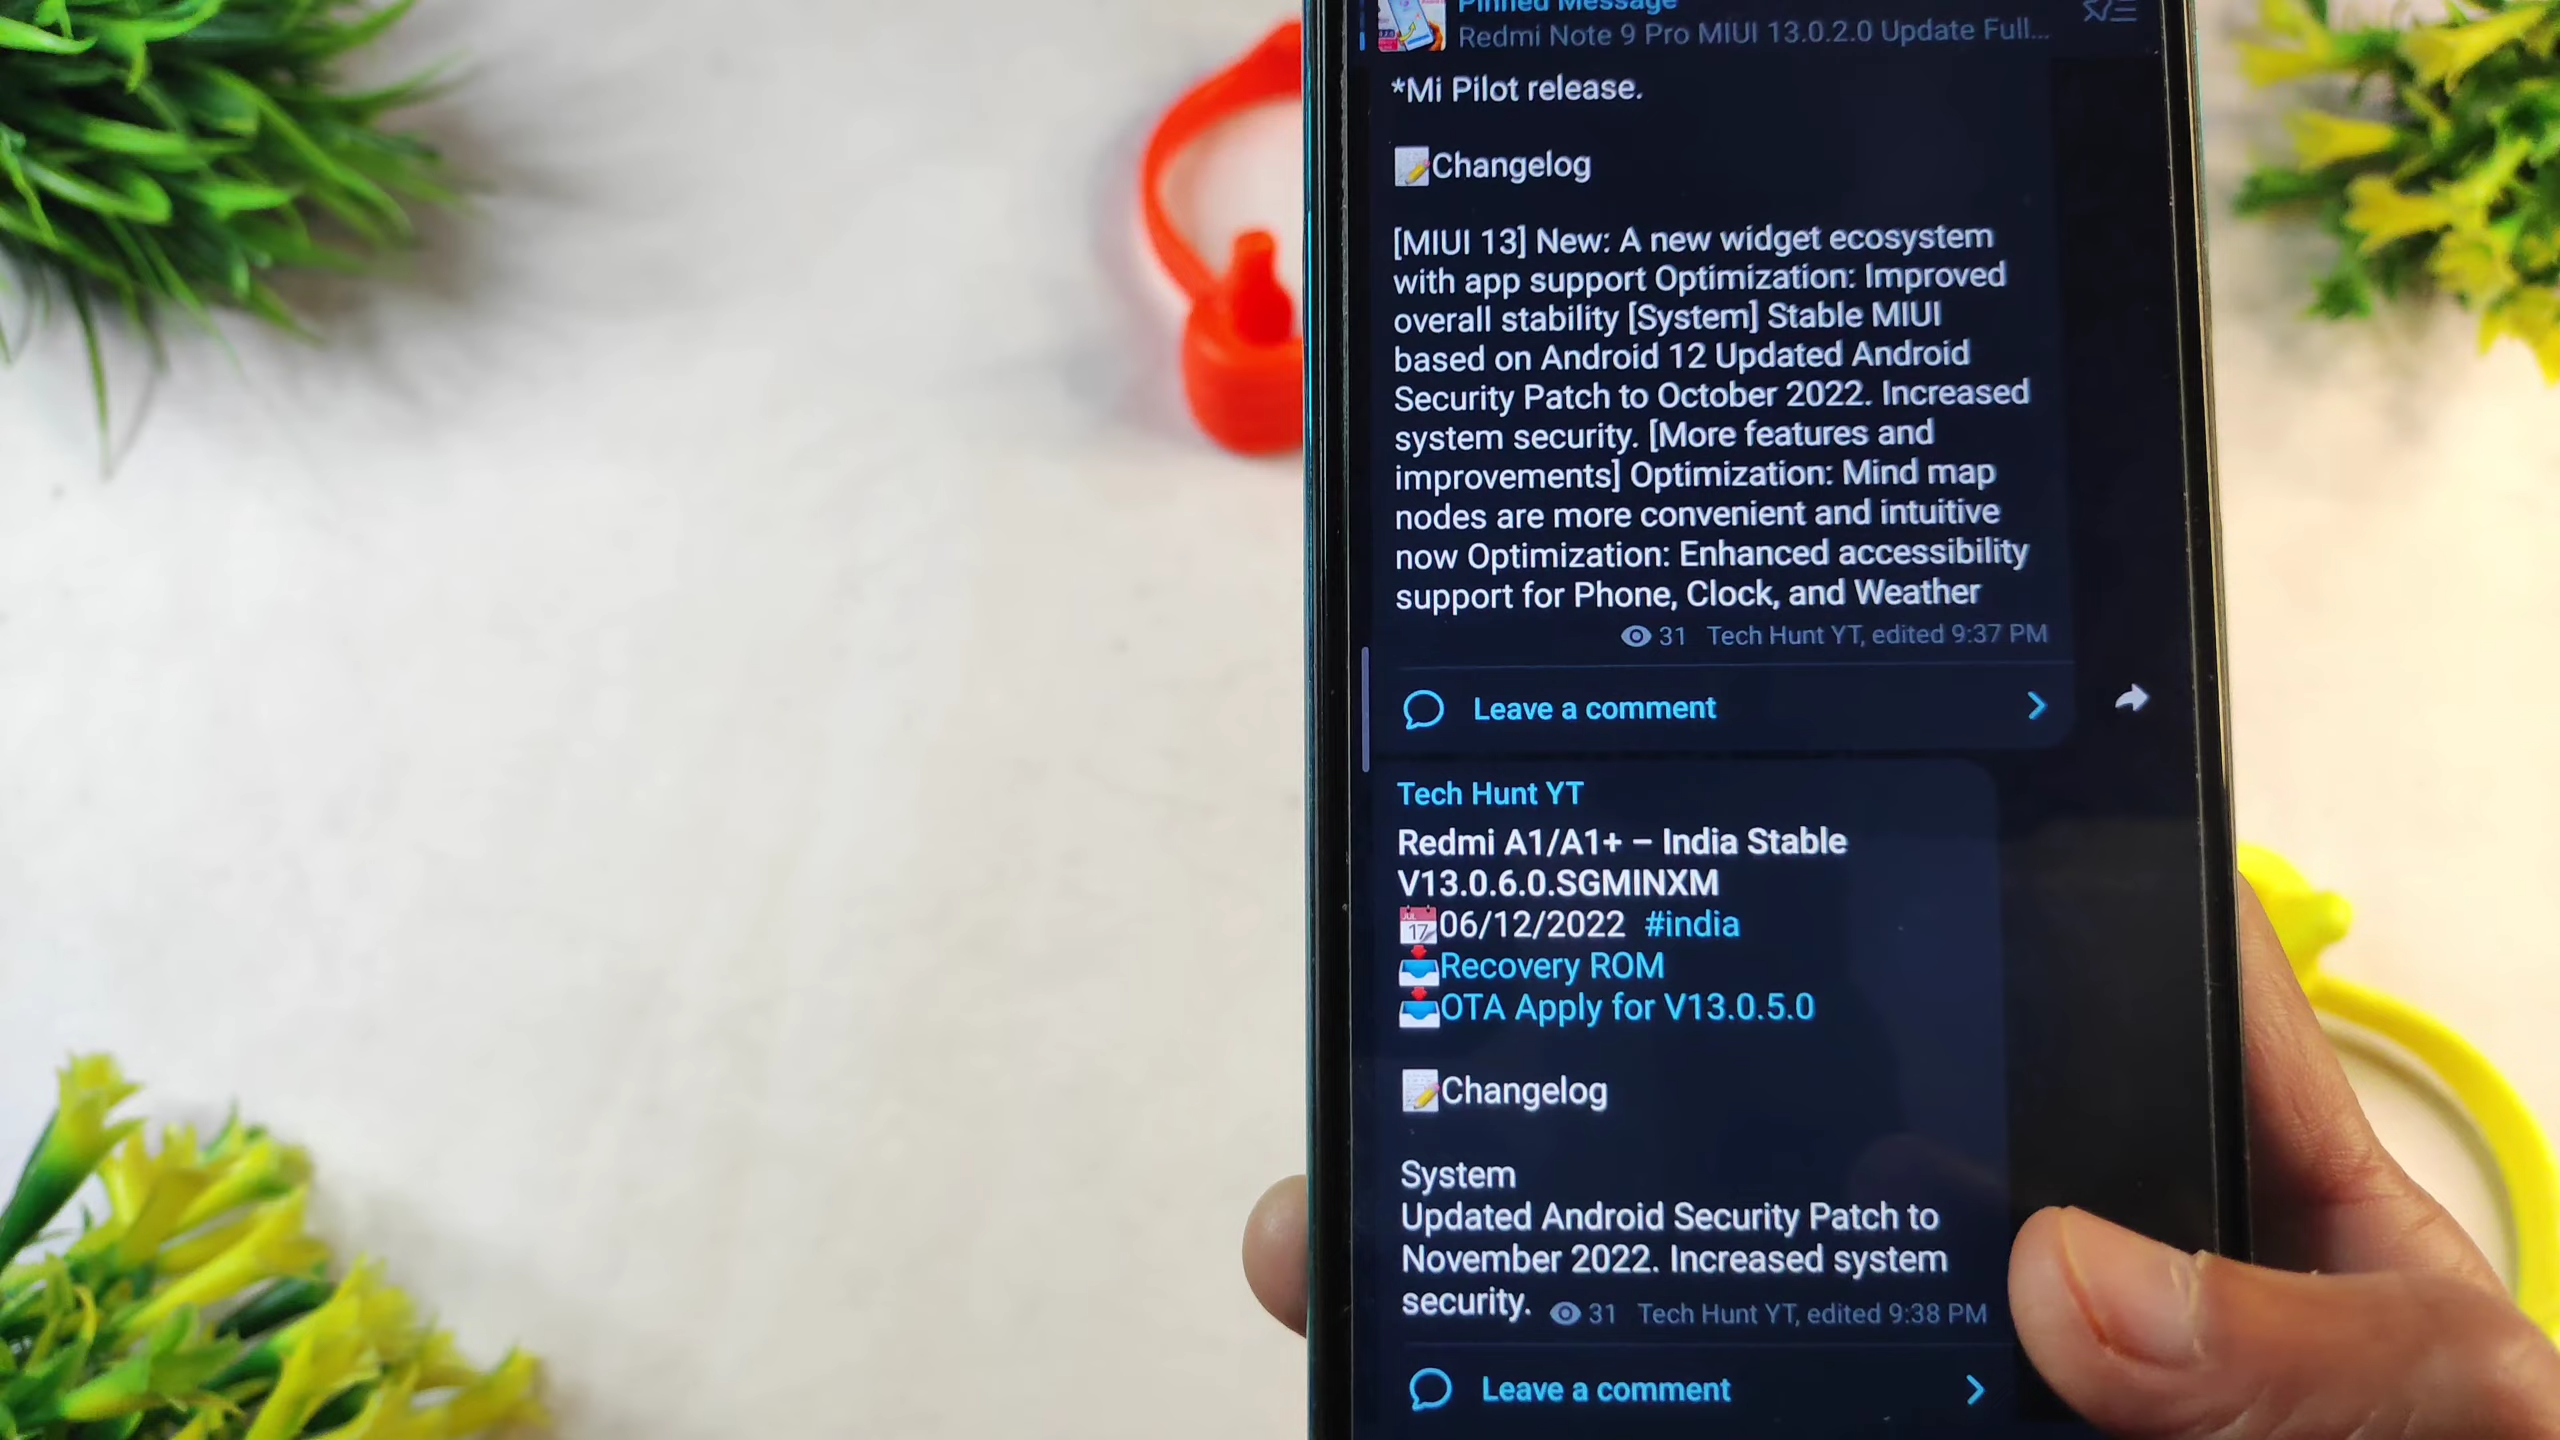 Pinned Message
Redmi Note 9 Pro MIUI 13.0.2.0 Update Full...
*Mi Pilot release.
📝Changelog
[MIUI 13] New: A new widget ecosystem
with app support Optimization: Improved
overall stability [System] Stable MIUI
based on Android 12 Updated Android
Security Patch to October 2022. Increased
system security. [More features and
improvements] Optimization: Mind map
nodes are more convenient and intuitive
now Optimization: Enhanced accessibility
support for Phone, Clock, and Weather
31 Tech Hunt YT, edited 9:37 PM
Leave a comment
Tech Hunt YT
Redmi A1/A1+ – India Stable
V13.0.6.0.SGMINXM
📅06/12/2022 #india
📥Recovery ROM
📥OTA Apply for V13.0.5.0
📝Changelog
System
Updated Android Security Patch to
November 2022. Increased system
security. 31 Tech Hunt YT, edited 9:38 PM
Leave a comment